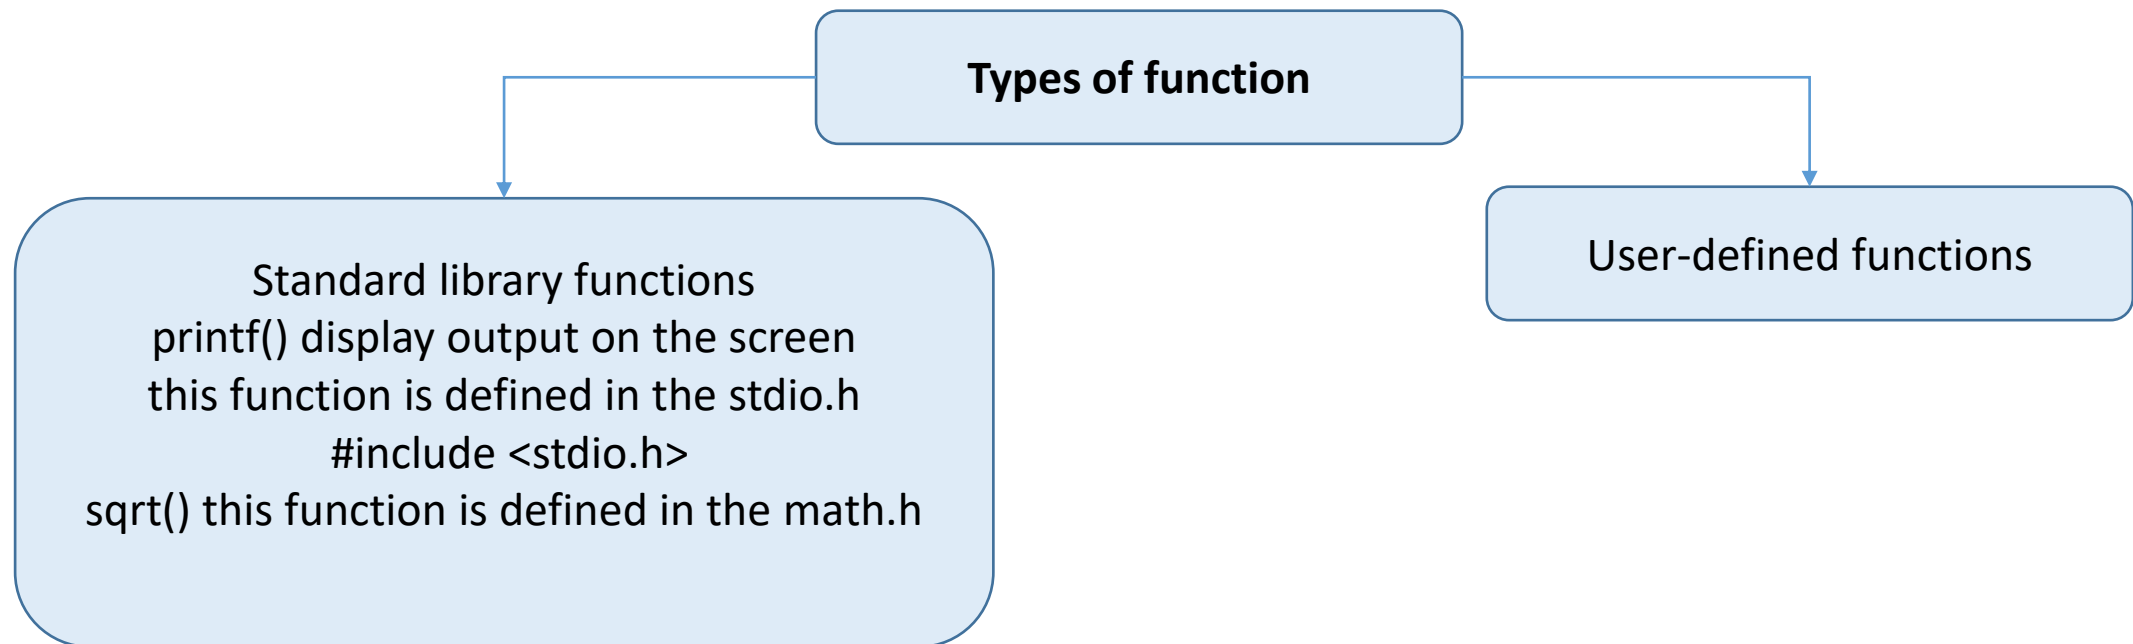 Types of function
Standard library functions
printf() display output on the screen
this function is defined in the stdio.h
#include <stdio.h>
sqrt() this function is defined in the math.h
User-defined functions